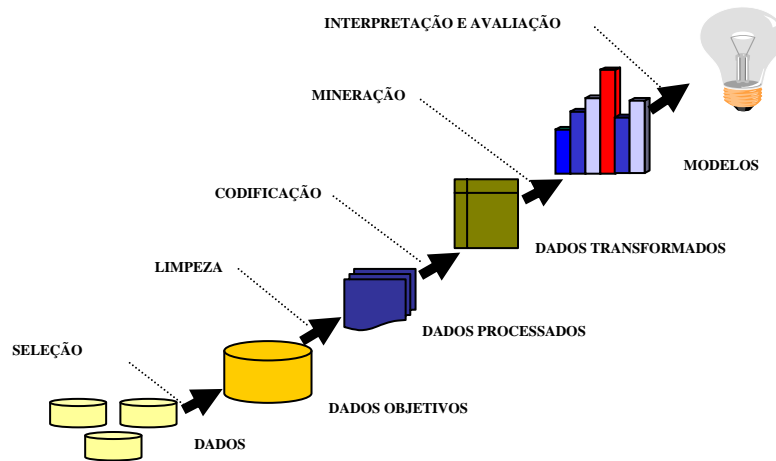 INTERPRETAÇÃO E AVALIAÇÃO
MINERAÇÃO
MODELOS
CODIFICAÇÃO
DADOS TRANSFORMADOS
LIMPEZA
DADOS PROCESSADOS
SELEÇÃO
DADOS OBJETIVOS
DADOS